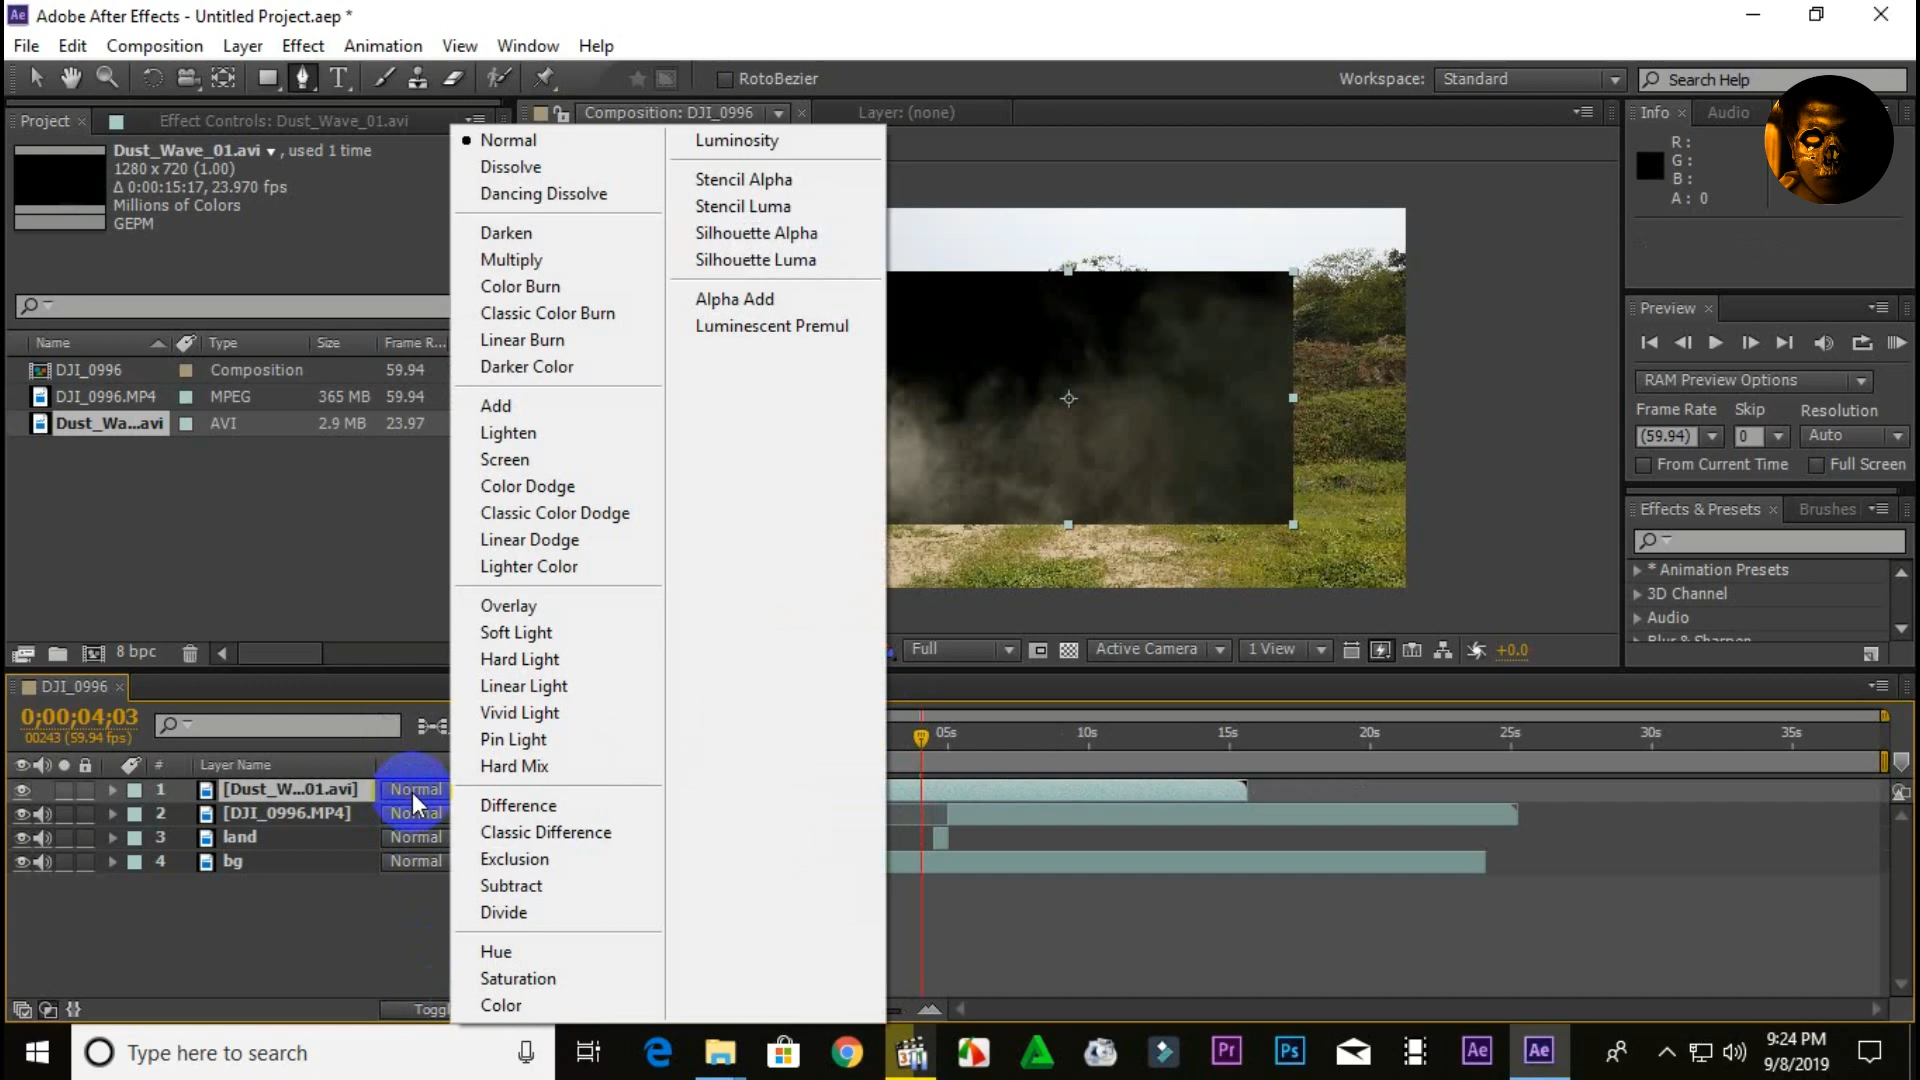 Ae Adobe After Effects - Untitled Project.aep *
File Edit Composition Layer Effect Animation View Window Help
RotoBezier
Workspace: Standard
Search Help
Project
Effect Controls: Dust_Wave_01.avi
Composition: DJI_0996
Layer: (none)
Info Audio
Dust_Wave_01.avi , used 1 time
1280 x 720 (1.00)
Δ 0:00:15:17, 23.970 fps
Millions of Colors
GEPM
R :
G :
B :
A : 0
Normal
Dissolve
Dancing Dissolve
Darken
Multiply
Color Burn
Classic Color Burn
Linear Burn
Darker Color
Add
Lighten
Screen
Color Dodge
Classic Color Dodge
Linear Dodge
Lighter Color
Overlay
Soft Light
Hard Light
Linear Light
Vivid Light
Pin Light
Hard Mix
Difference
Classic Difference
Exclusion
Subtract
Divide
Hue
Saturation
Color
Luminosity
Stencil Alpha
Stencil Luma
Silhouette Alpha
Silhouette Luma
Alpha Add
Luminescent Premul
Name Type Size Frame R...
DJI_0996 Composition 59.94
DJI_0996.MP4 MPEG 365 MB 59.94
Dust_Wa...avi AVI 2.9 MB 23.97
8 bpc
Preview
RAM Preview Options
Frame Rate Skip Resolution
(59.94) 0 Auto
From Current Time Full Screen
Effects & Presets Brushes
* Animation Presets
3D Channel
Audio
Blur & Sharpen
Full Active Camera 1 View +0.0
DJI_0996
0;00;04;03
00243 (59.94 fps)
05s 10s 15s 20s 25s 30s 35s
# Layer Name
1 [Dust_W...01.avi] Normal
2 [DJI_0996.MP4] Normal
3 land Normal
4 bg Normal
Toggl
Type here to search
Pr Ps Ae Ae
9:24 PM
9/8/2019